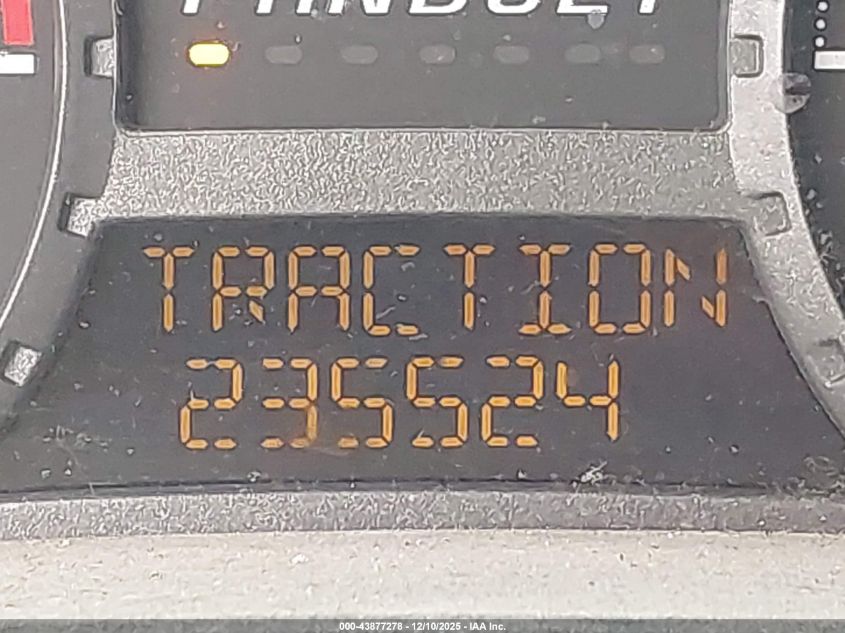 TRACTION
235524
000-43877278 - 12/10/2025 - IAA Inc.